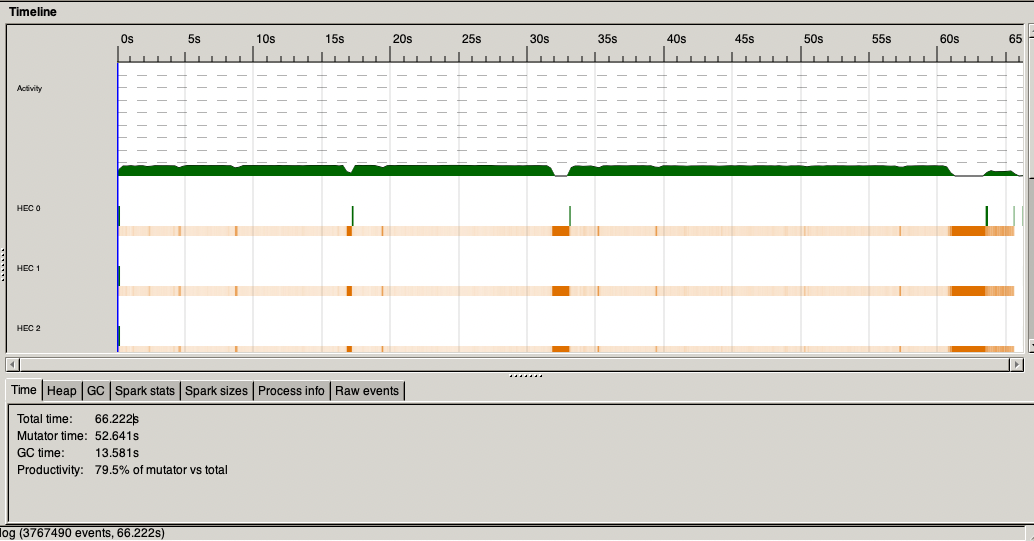 Timeline
0s 5s 10s 15s 20s 25s 30s 35s 40s 45s 50s 55s 60s 65
Activity
HEC 0
HEC 1
HEC 2
Time Heap GC Spark stats Spark sizes Process info Raw events
Total time: 66.222s
Mutator time: 52.641s
GC time: 13.581s
Productivity: 79.5% of mutator vs total
log (3767490 events, 66.222s)